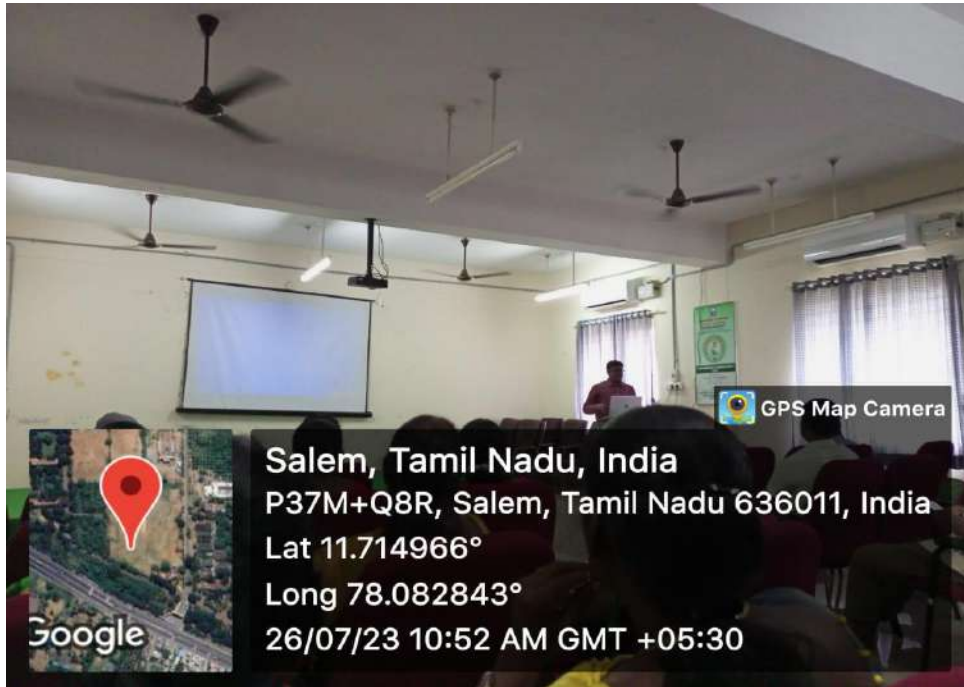 GPS Map Camera
Salem, Tamil Nadu, India
P37M+Q8R, Salem, Tamil Nadu 636011, India
Lat 11.714966°
Long 78.082843°
26/07/23 10:52 AM GMT +05:30
Google